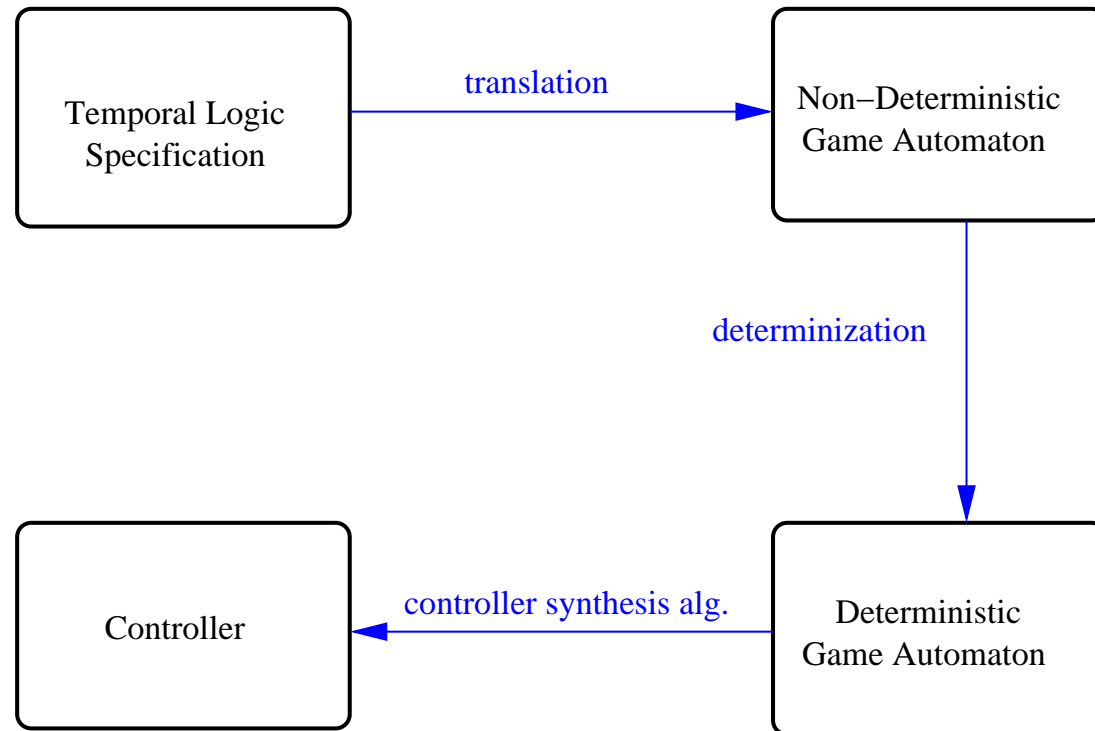 Temporal Logic
Specification
translation
Non−Deterministic
Game Automaton
determinization
Controller
controller synthesis alg.
Deterministic
Game Automaton